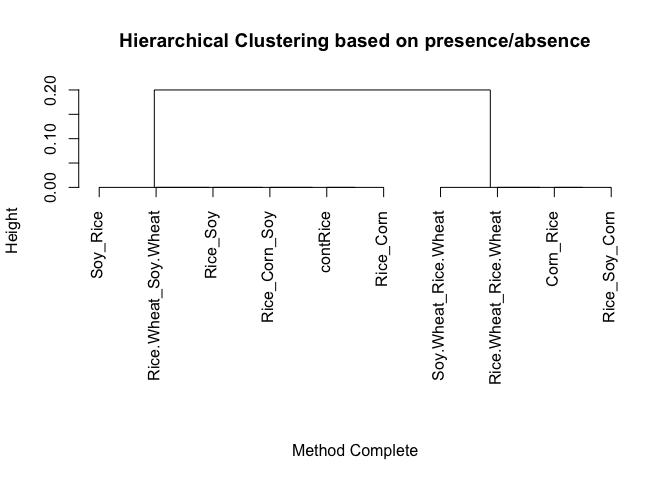 Hierarchical Clustering based on presence/absence
Height
0.20
0.10
0.00
Soy_Rice
Rice.Wheat_Soy.Wheat
Rice_Soy
Rice_Corn_Soy
contRice
Rice_Corn
Soy.Wheat_Rice.Wheat
Rice.Wheat_Rice.Wheat
Corn_Rice
Rice_Soy_Corn
Method Complete